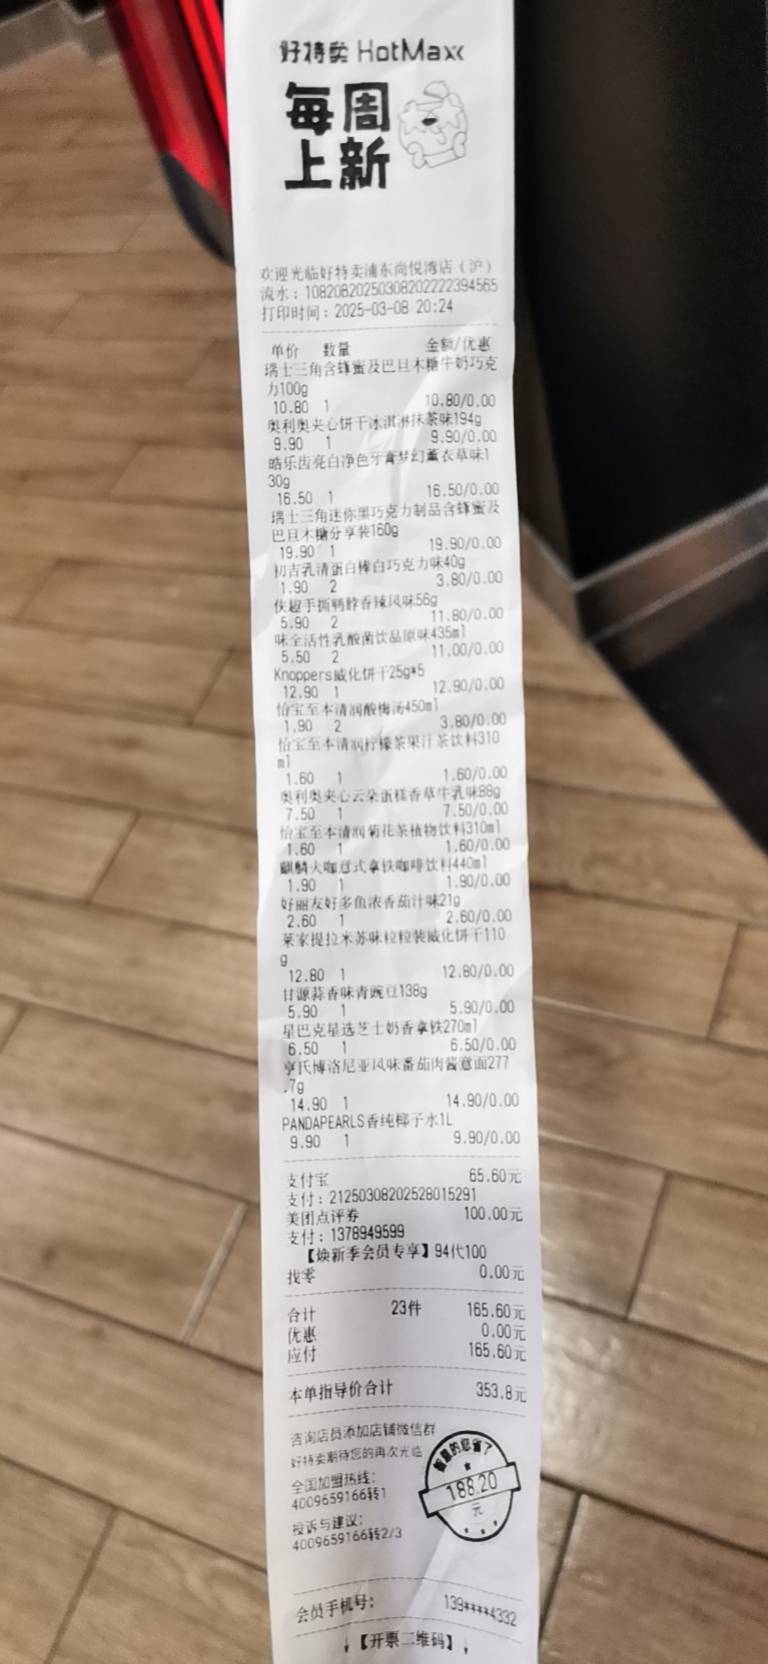 好特卖 HotMaxx
每周
上新
欢迎光临好特卖浦东尚悦湾店（沪）
流水：108208202503082022223​94565
打印时间：2025-03-08 20:24
单价 数量 金额/优惠
瑞士三角含蜂蜜及巴旦木糖牛奶巧克
力100g
10.80 1 10.80/0.00
奥利奥夹心饼干冰淇淋抹茶味194g
9.90 1 9.90/0.00
皓乐齿亮白净色牙膏梦幻薰衣草味1
30g
16.50 1 16.50/0.00
瑞士三角迷你黑巧克力制品含蜂蜜及
巴旦木糖分享装160g
19.90 1 19.90/0.00
初吉乳清蛋白棒白巧克力味40g
1.90 2 3.80/0.00
侠趣手撕鸭脖香辣风味56g
5.90 2 11.80/0.00
味全活性乳酸菌饮品原味435ml
5.50 2 11.00/0.00
Knoppers威化饼干25g*5
12.90 1 12.90/0.00
怡宝至本清润酸梅汤450ml
1.90 2 3.80/0.00
怡宝至本清润柠檬茶果汁茶饮料310
ml
1.60 1 1.60/0.00
奥利奥夹心云朵蛋糕香草牛乳味88g
7.50 1 7.50/0.00
怡宝至本清润菊花茶植物饮料310ml
1.60 1 1.60/0.00
麒麟火咖意式拿铁咖啡饮料440ml
1.90 1 1.90/0.00
好丽友好多鱼浓香茄汁味21g
2.60 1 2.60/0.00
莱家提拉米苏味粒粒装威化饼干110
g
12.80 1 12.80/0.00
甘源蒜香味青豌豆138g
5.90 1 5.90/0.00
星巴克星选芝士奶香拿铁270ml
6.50 1 6.50/0.00
亨氏博洛尼亚风味番茄肉酱意面277
.7g
14.90 1 14.90/0.00
PANDAPEARLS香纯椰子水1L
9.90 1 9.90/0.00
支付宝 65.60元
支付：21250308202528015291
美团点评券 100.00元
支付：1378949599
【焕新季会员专享】94代100
找零 0.00元
合计 23件 165.60元
优惠 0.00元
应付 165.60元
本单指导价合计 353.8元
咨询店员添加店铺微信群
好特卖期待您的再次光临
全国加盟热线：
4009659166转1
投诉与建议：
4009659166转2/3
的您省了
188.20
元
会员手机号： 139****4332
↓【开票二维码】↓